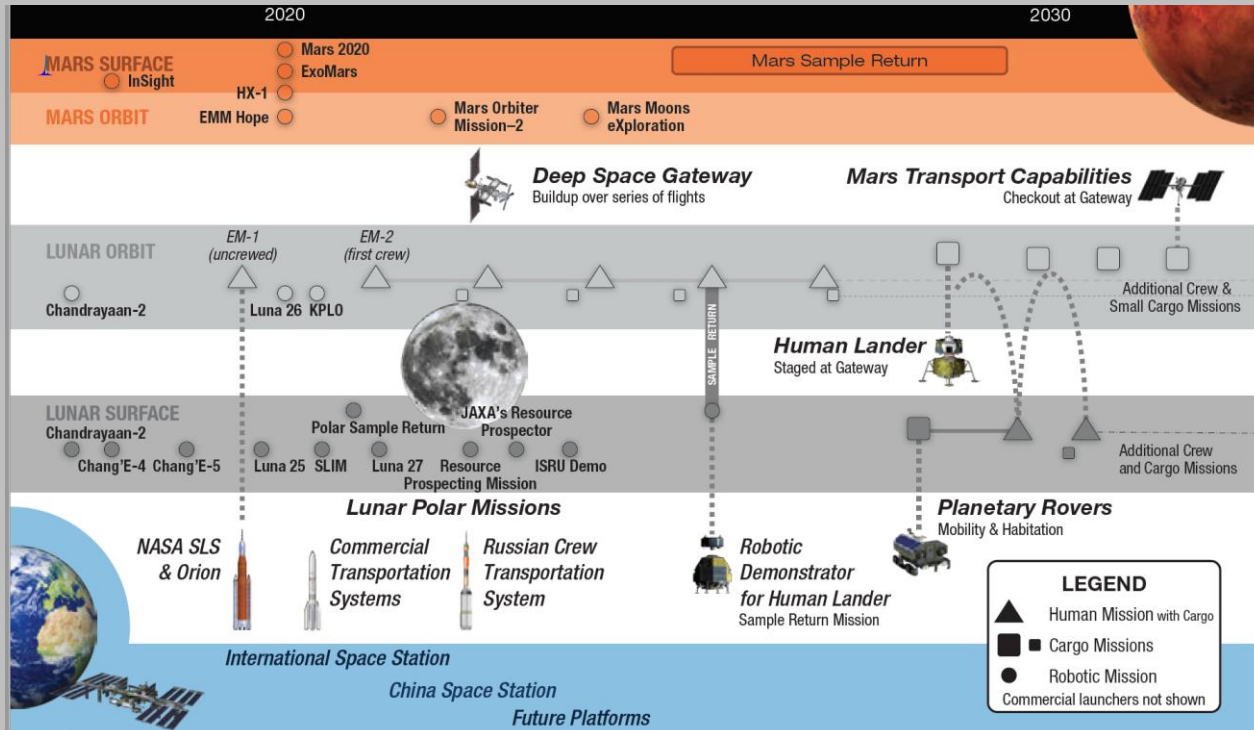 2020
2030
MARS SURFACE
InSight
Mars 2020
ExoMars
HX-1
Mars Sample Return
MARS ORBIT
EMM Hope
Mars Orbiter
Mission–2
Mars Moons
eXploration
Deep Space Gateway
Buildup over series of flights
Mars Transport Capabilities
Checkout at Gateway
LUNAR ORBIT
EM-1
(uncrewed)
EM-2
(first crew)
Chandrayaan-2
Luna 26
KPLO
Additional Crew &
Small Cargo Missions
SAMPLE RETURN
Human Lander
Staged at Gateway
LUNAR SURFACE
Chandrayaan-2
Chang'E-4
Chang'E-5
Luna 25
Polar Sample Return
SLIM
Luna 27
JAXA's Resource
Prospector
Resource
Prospecting Mission
ISRU Demo
Additional Crew
and Cargo Missions
Lunar Polar Missions
Planetary Rovers
Mobility & Habitation
NASA SLS
& Orion
Commercial
Transportation
Systems
Russian Crew
Transportation
System
Robotic
Demonstrator
for Human Lander
Sample Return Mission
LEGEND
Human Mission with Cargo
Cargo Missions
Robotic Mission
Commercial launchers not shown
International Space Station
China Space Station
Future Platforms